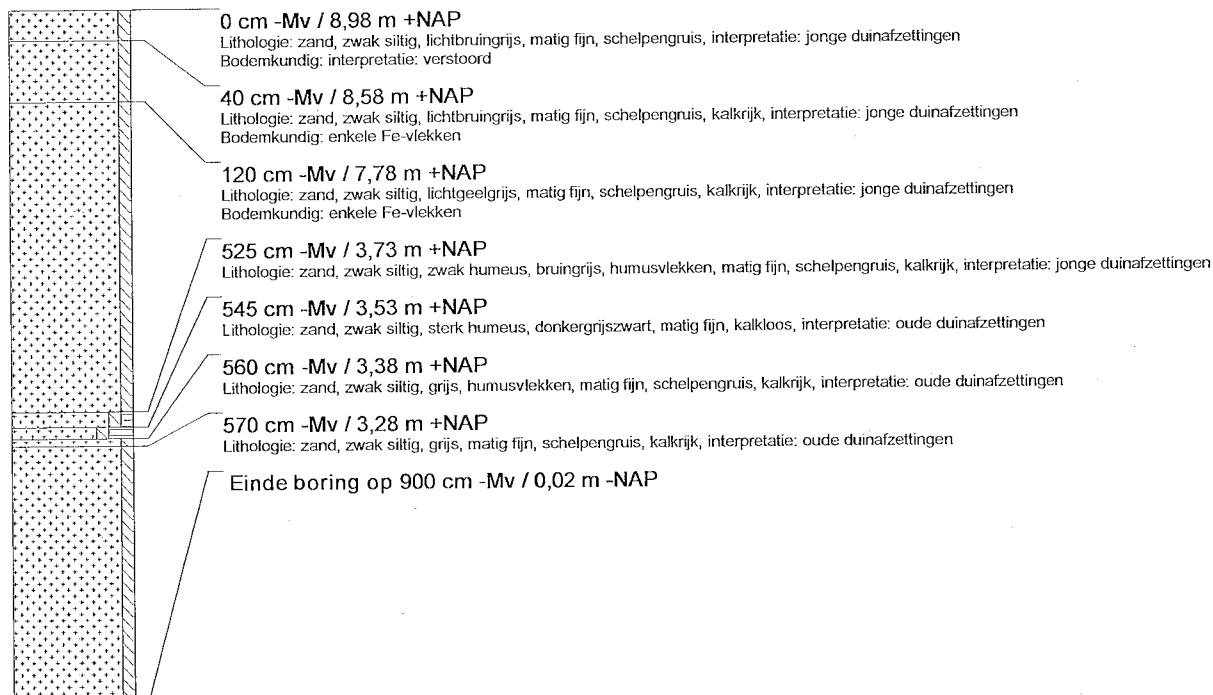 0 cm -Mv / 8,98 m +NAP
Lithologie: zand, zwak siltig, lichtbruingrijs, matig fijn, schelpengruis, interpretatie: jonge duinafzettingen
Bodemkundig: interpretatie: verstoord
40 cm -Mv / 8,58 m +NAP
Lithologie: zand, zwak siltig, lichtbruingrijs, matig fijn, schelpengruis, kalkrijk, interpretatie: jonge duinafzettingen
Bodemkundig: enkele Fe-vlekken
120 cm -Mv / 7,78 m +NAP
Lithologie: zand, zwak siltig, lichtgeelgrijs, matig fijn, schelpengruis, kalkrijk, interpretatie: jonge duinafzettingen
Bodemkundig: enkele Fe-vlekken
525 cm -Mv / 3,73 m +NAP
Lithologie: zand, zwak siltig, zwak humeus, bruingrijs, humusvlekken, matig fijn, schelpengruis, kalkrijk, interpretatie: jonge duinafzettingen
545 cm -Mv / 3,53 m +NAP
Lithologie: zand, zwak siltig, sterk humeus, donkergrijszwart, matig fijn, kalkloos, interpretatie: oude duinafzettingen
560 cm -Mv / 3,38 m +NAP
Lithologie: zand, zwak siltig, grijs, humusvlekken, matig fijn, schelpengruis, kalkrijk, interpretatie: oude duinafzettingen
570 cm -Mv / 3,28 m +NAP
Lithologie: zand, zwak siltig, grijs, matig fijn, schelpengruis, kalkrijk, interpretatie: oude duinafzettingen
Einde boring op 900 cm -Mv / 0,02 m -NAP